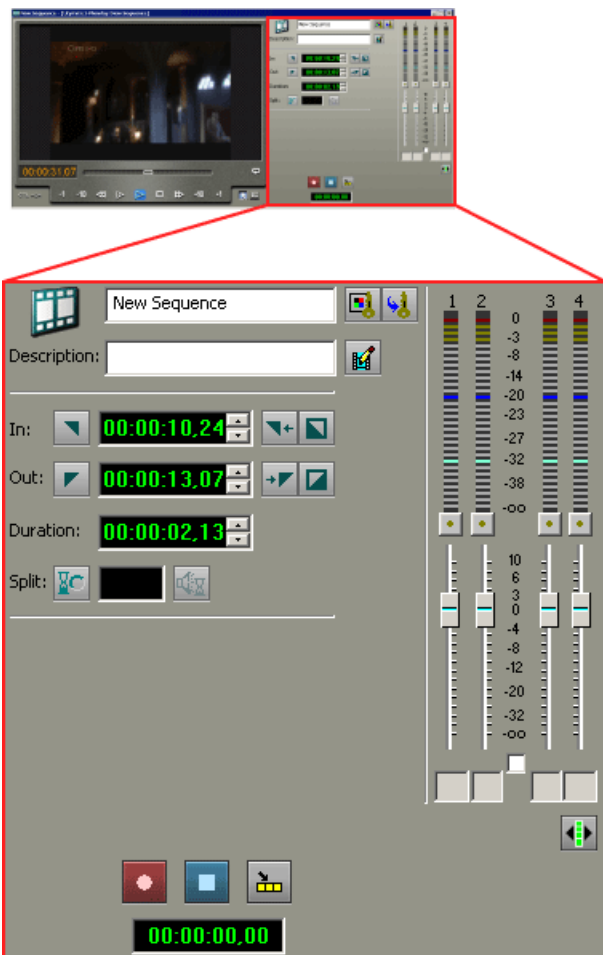 00:00:31,07
New Sequence
Description:
In: 00:00:10,24
Out: 00:00:13,07
Duration: 00:00:02,13
Split:
00:00:00,00
1 2 3 4
0
-3
-8
-14
-20
-23
-27
-32
-38
-oo
10
6
3
0
-4
-8
-12
-20
-32
-oo